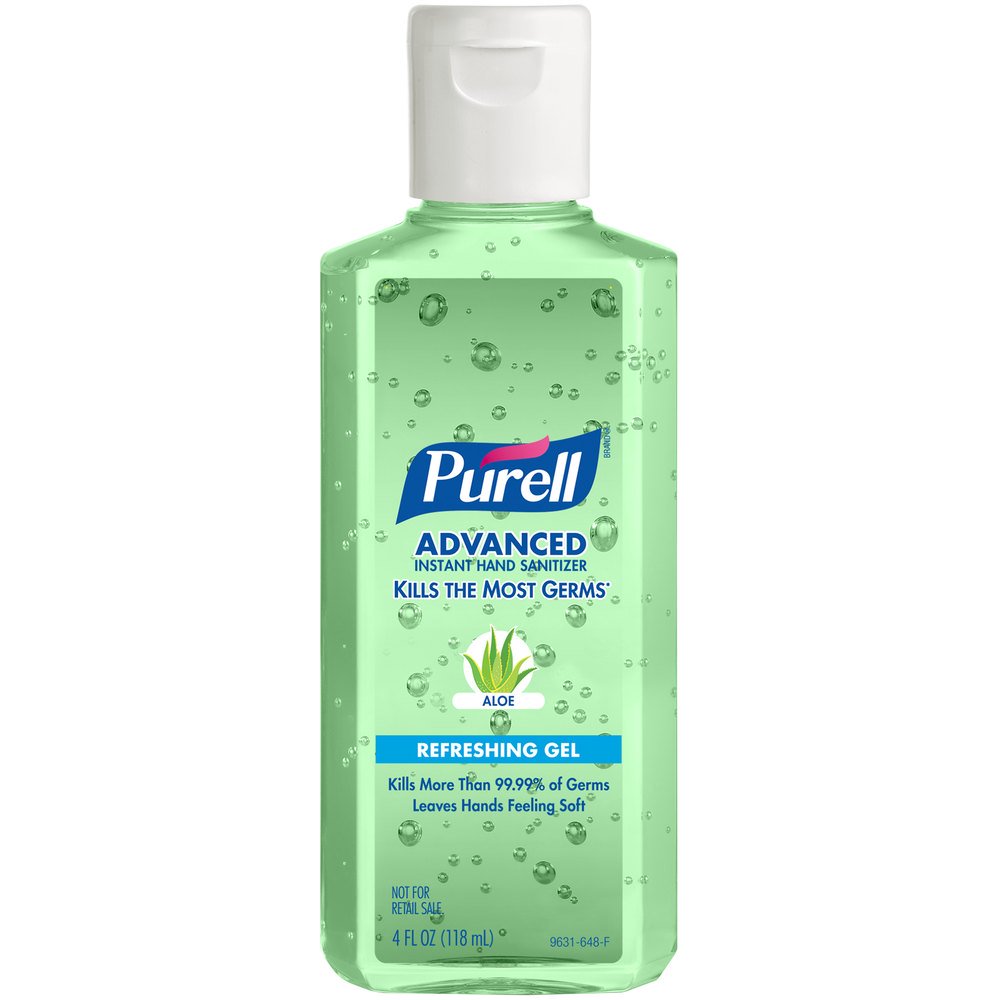 Purell
BRAND
ADVANCED
INSTANT HAND SANITIZER
KILLS THE MOST GERMS*
ALOE
REFRESHING GEL
Kills More Than 99.99% of Germs
Leaves Hands Feeling Soft
NOT FOR
RETAIL SALE.
4 FL OZ (118 mL)
9631-648-F